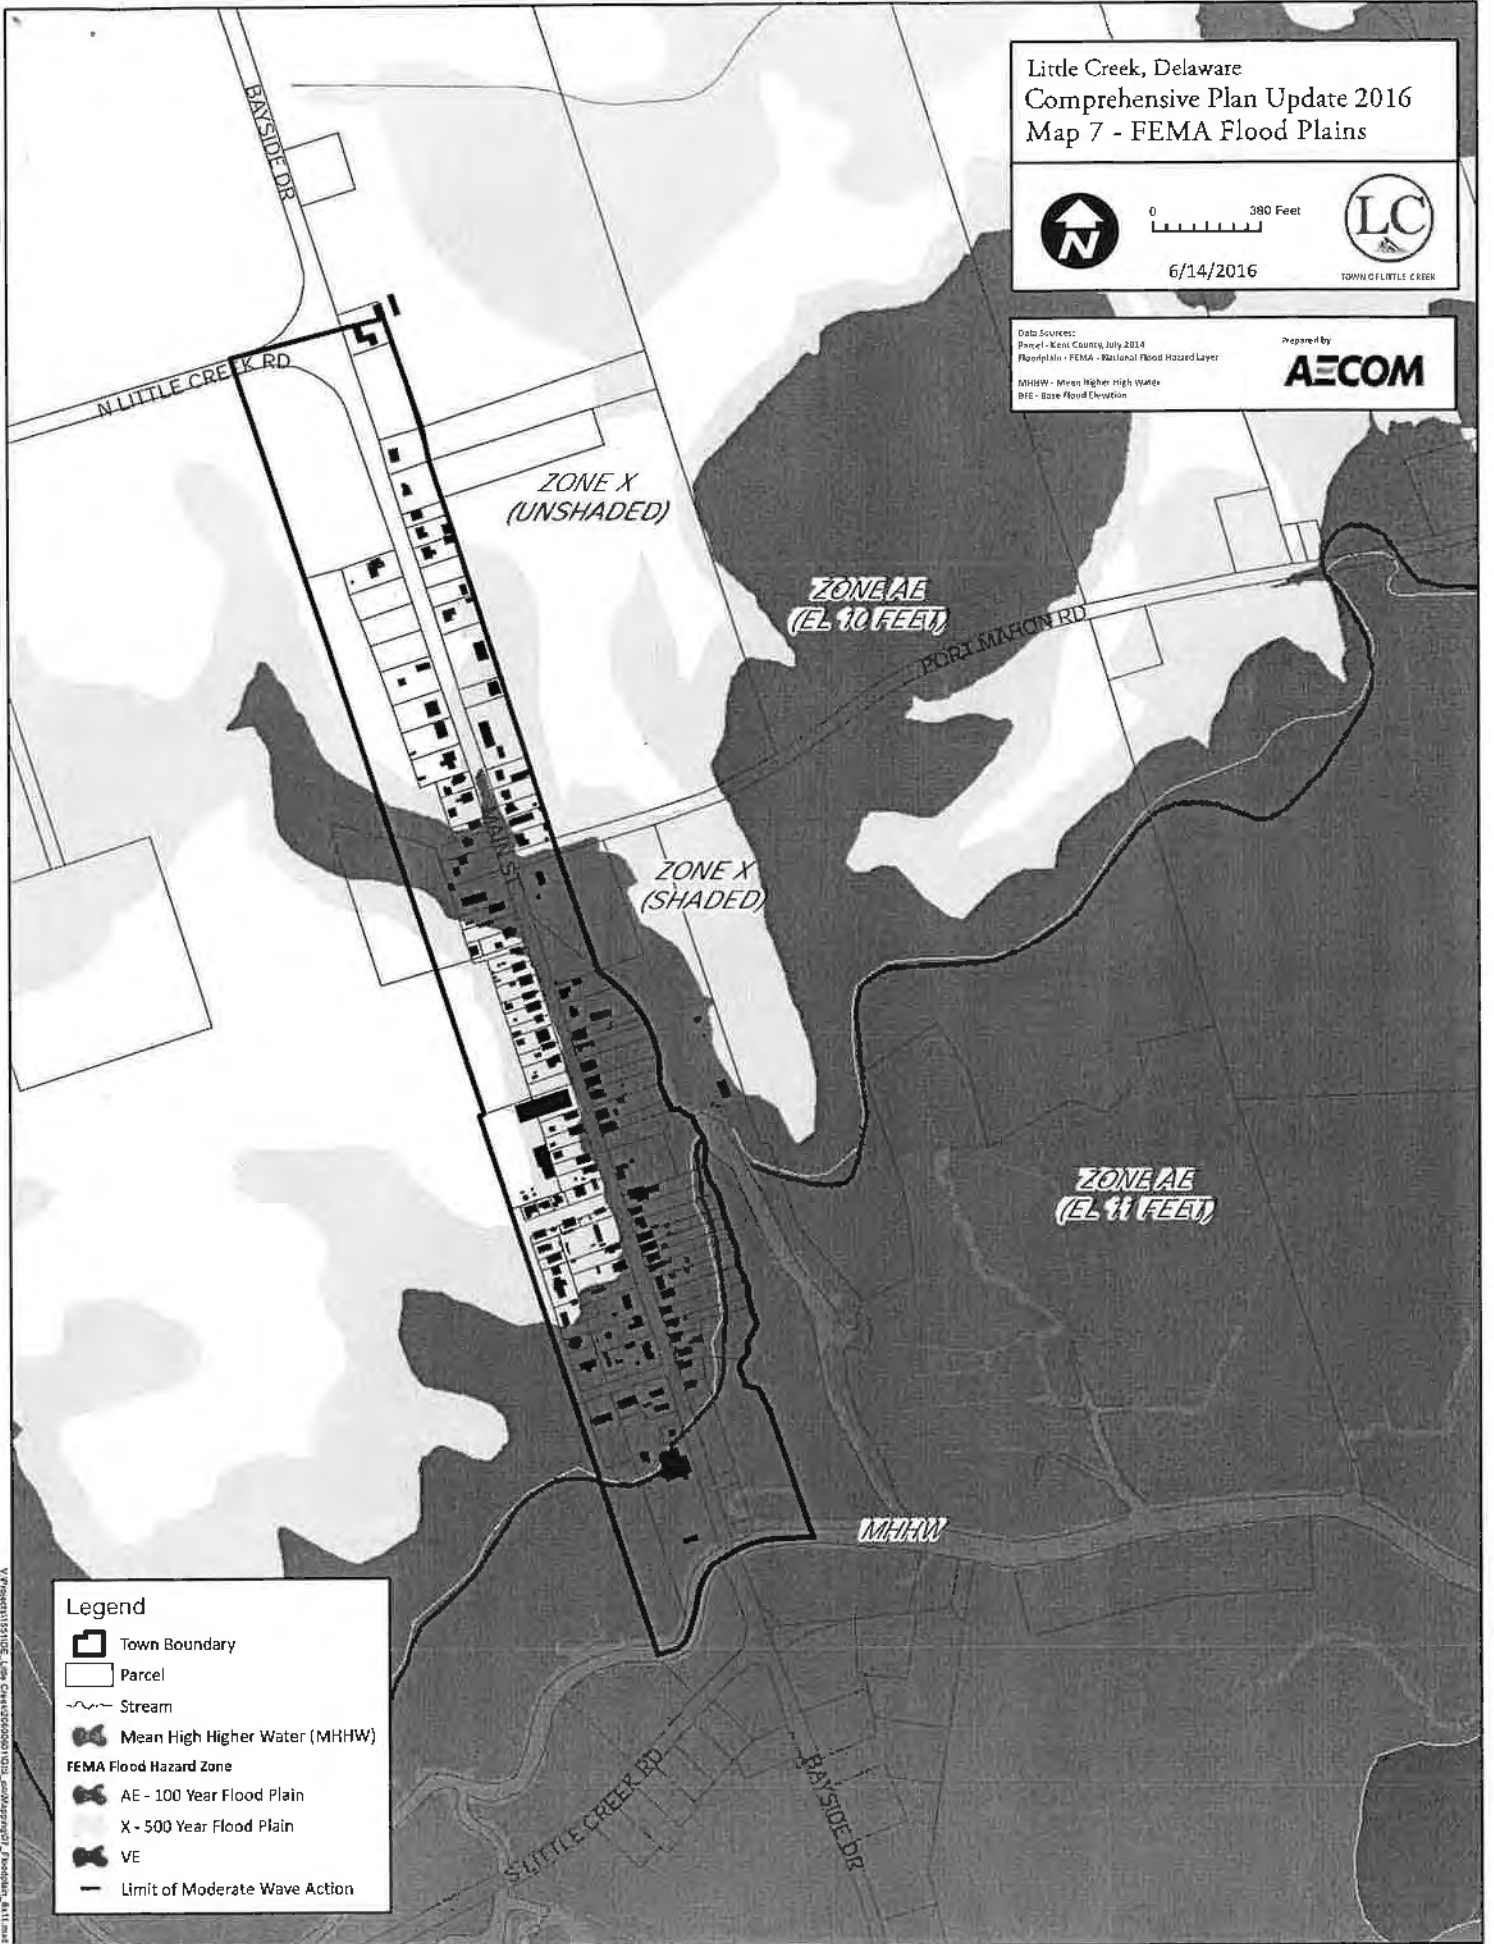 Little Creek, Delaware
Comprehensive Plan Update 2016
Map 7 - FEMA Flood Plains
N
0 380 Feet
6/14/2016
LC
TOWN OF LITTLE CREEK
Data Sources:
Parcel - Kent County, July 2014
Floodplain - FEMA - National Flood Hazard Layer
MHHW - Mean Higher High Water
BFE - Base Flood Elevation
Prepared by
AECOM
BAYSIDE DR
N LITTLE CREEK RD
ZONE X
(UNSHADED)
ZONE AE
(EL 10 FEET)
PORT MAHON RD
MAIN ST
ZONE X
(SHADED)
ZONE AE
(EL 11 FEET)
MHHW
S LITTLE CREEK RD
BAYSIDE DR
Legend
Town Boundary
Parcel
Stream
Mean High Higher Water (MHHW)
FEMA Flood Hazard Zone
AE - 100 Year Flood Plain
X - 500 Year Flood Plain
VE
Limit of Moderate Wave Action